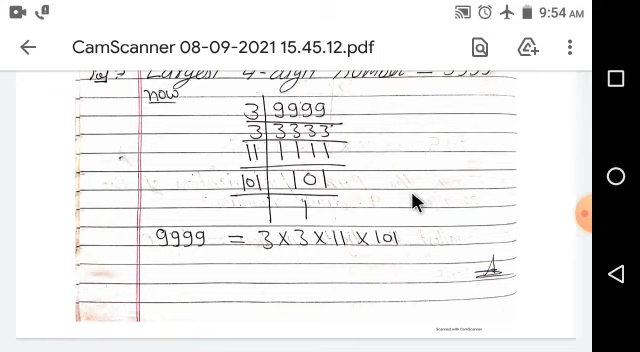 9:54 AM
CamScanner 08-09-2021 15.45.12.pdf
Largest 4-digit number = 9999
now
3 | 9999
3 | 3333
11 | 1111
101 | 101
| 1
9999 = 3 × 3 × 11 × 101
Scanned with CamScanner